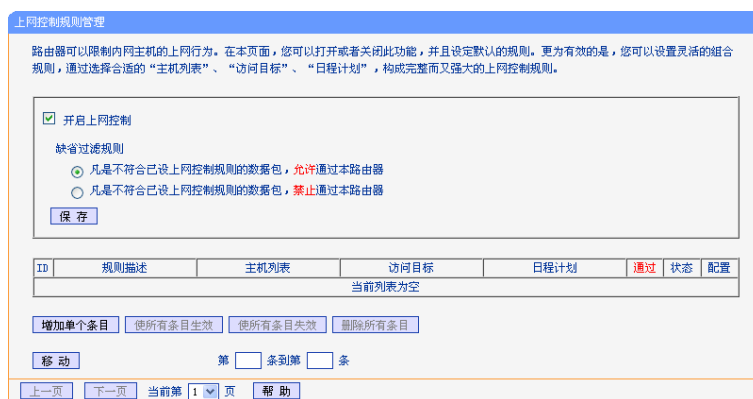 上网控制规则管理
路由器可以限制内网主机的上网行为。在本页面，您可以打开或者关闭此功能，并且设定默认的规则。更为有效的是，您可以设置灵活的组合
规则，通过选择合适的“主机列表”、“访问目标”、“日程计划”，构成完整而又强大的上网控制规则。
开启上网控制
缺省过滤规则
凡是不符合已设上网控制规则的数据包，允许通过本路由器
凡是不符合已设上网控制规则的数据包，禁止通过本路由器
保 存
ID 规则描述 主机列表 访问目标 日程计划 通过 状态 配置
当前列表为空
增加单个条目 使所有条目生效 使所有条目失效 删除所有条目
移 动 第 条到第 条
上一页 下一页 当前第 1 页 帮 助